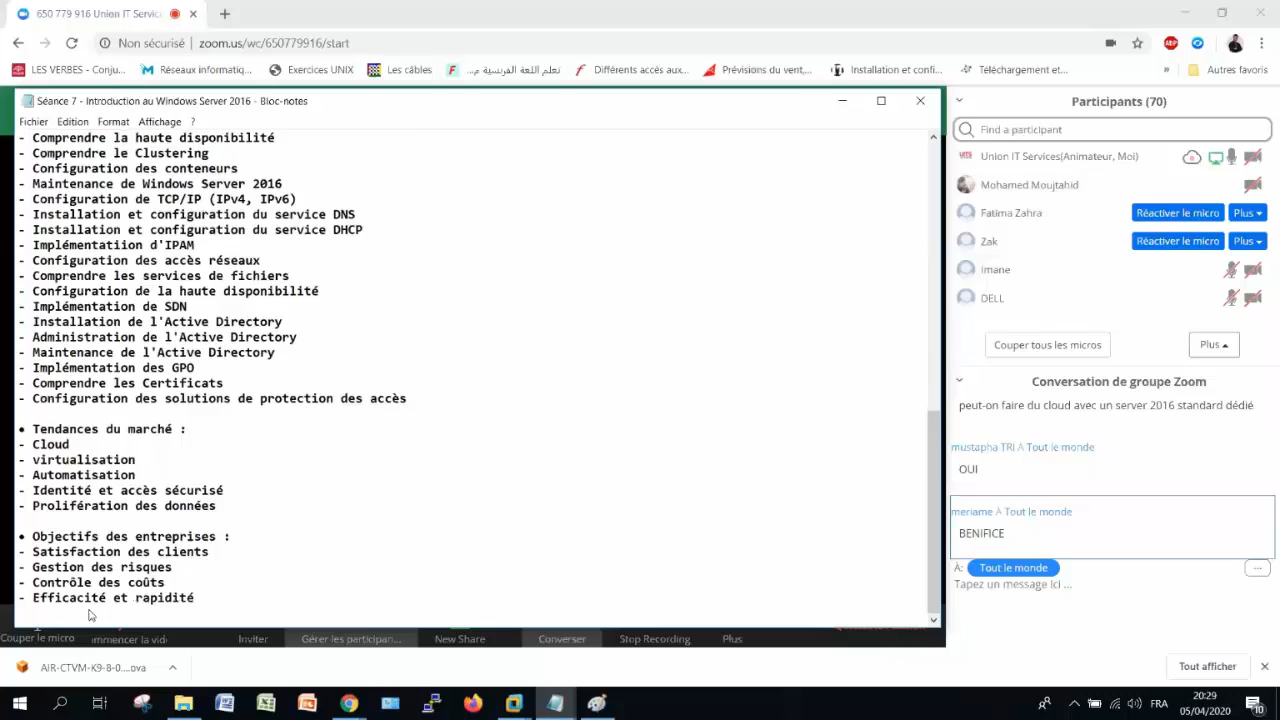 650 779 916 Union IT Servic
Non sécurisé | zoom.us/wc/650779916/start
LES VERBES - Conju... Réseaux informatiq... Exercices UNIX Les câbles تعلم اللغة الفرنسية م... Différents accès aux... Prévisions du vent,... Installation et confi... Téléchargement et... » Autres favoris
Séance 7 - Introduction au Windows Server 2016 - Bloc-notes
Fichier Edition Format Affichage ?
- Comprendre la haute disponibilité
- Comprendre le Clustering
- Configuration des conteneurs
- Maintenance de Windows Server 2016
- Configuration de TCP/IP (IPv4, IPv6)
- Installation et configuration du service DNS
- Installation et configuration du service DHCP
- Implémentatiion d'IPAM
- Configuration des accès réseaux
- Comprendre les services de fichiers
- Configuration de la haute disponibilité
- Implémentation de SDN
- Installation de l'Active Directory
- Administration de l'Active Directory
- Maintenance de l'Active Directory
- Implémentation des GPO
- Comprendre les Certificats
- Configuration des solutions de protection des accès
• Tendances du marché :
- Cloud
- virtualisation
- Automatisation
- Identité et accès sécurisé
- Prolifération des données
• Objectifs des entreprises :
- Satisfaction des clients
- Gestion des risques
- Contrôle des coûts
- Efficacité et rapidité
Participants (70)
Find a participant
Union IT Services(Animateur, Moi)
Mohamed Moujtahid
Fatima Zahra Réactiver le micro Plus
Zak Réactiver le micro Plus
Imane
DELL
Couper tous les micros Plus
Conversation de groupe Zoom
peut-on faire du cloud avec un server 2016 standard dédié
mustapha TRI À Tout le monde
OUI
meriame À Tout le monde
BENIFICE
À: Tout le monde ...
Tapez un message ici ...
Couper le micro mmencer la vidé Inviter Gérer les participan... New Share Converser Stop Recording Plus
AIR-CTVM-K9-8-0....ova Tout afficher
FRA 20:29
05/04/2020 10